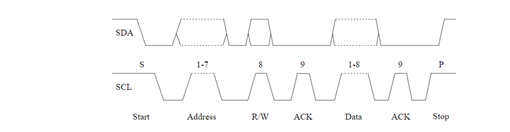 SDA
S 1-7 8 9 1-8 9 P
SCL
Start Address R/W ACK Data ACK Stop